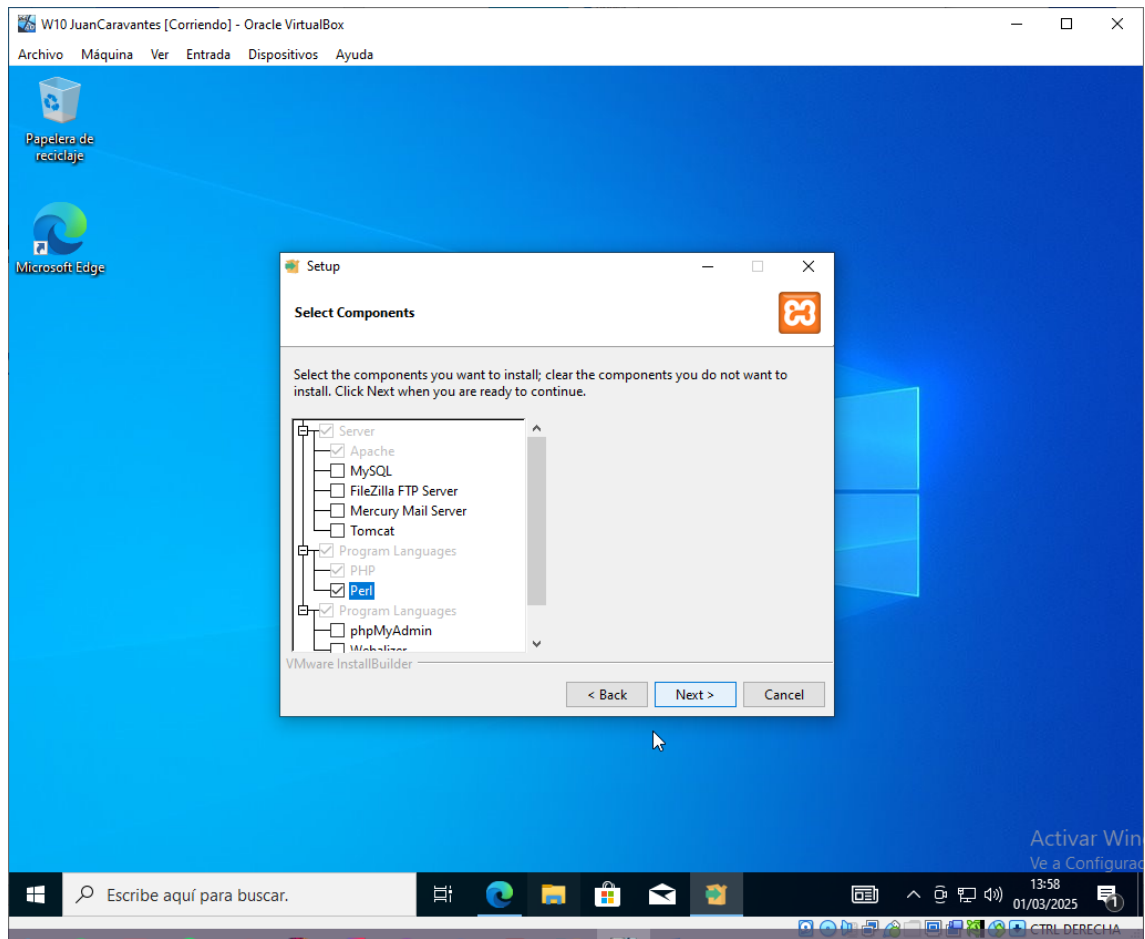 W10 JuanCaravantes [Corriendo] - Oracle VirtualBox
Archivo Máquina Ver Entrada Dispositivos Ayuda
Papelera de
reciclaje
Microsoft Edge
Setup
Select Components
Select the components you want to install; clear the components you do not want to
install. Click Next when you are ready to continue.
Server
Apache
MySQL
FileZilla FTP Server
Mercury Mail Server
Tomcat
Program Languages
PHP
Perl
Program Languages
phpMyAdmin
Webalizer
VMware InstallBuilder
< Back Next > Cancel
Activar Win
Ve a Configurac
Escribe aquí para buscar.
13:58
01/03/2025
1
CTRL DERECHA